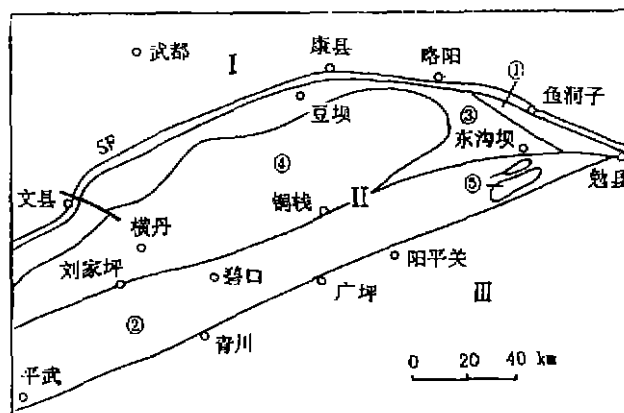 武都
I
康县
略阳
①
鱼洞子
豆坝
③
SF
东沟坝
④
⑤
勉县
文县
铜栈
II
横丹
阳平关
刘家坪
碧口
广坪
III
②
青川
平武
0 20 40 km